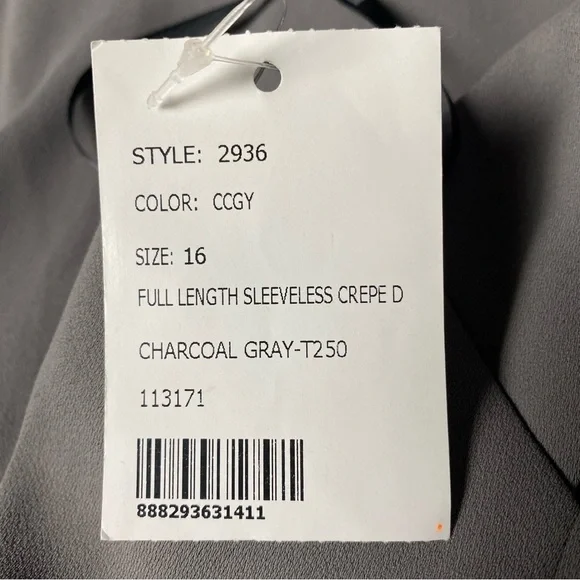 STYLE: 2936
COLOR: CCGY
SIZE: 16
FULL LENGTH SLEEVELESS CREPE D
CHARCOAL GRAY-T250
113171
888293631411